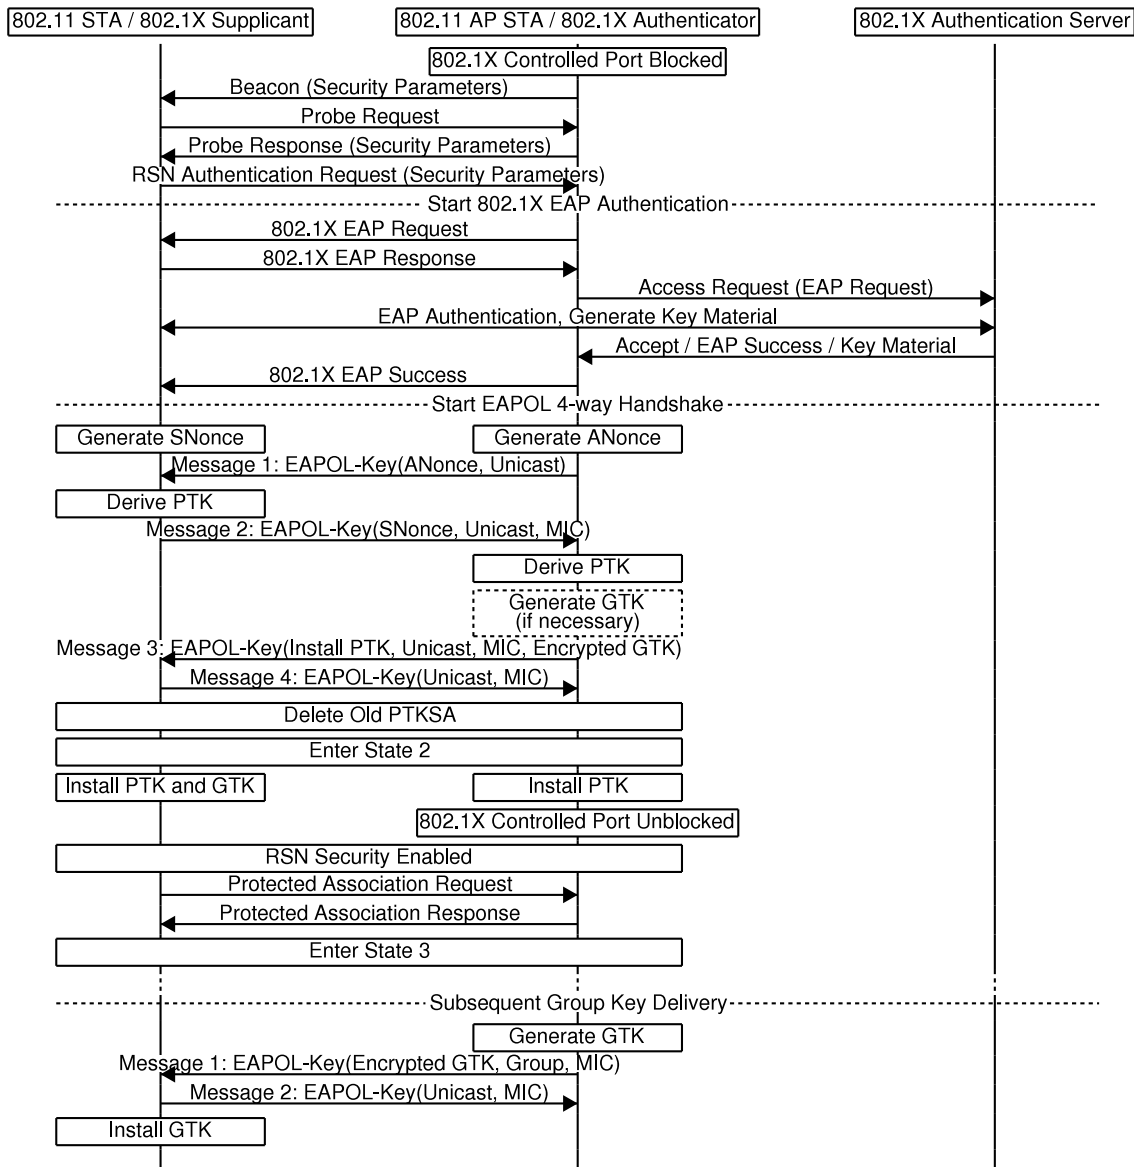 802.11 STA / 802.1X Supplicant
802.11 AP STA / 802.1X Authenticator
802.1X Authentication Server
802.1X Controlled Port Blocked
Beacon (Security Parameters)
Probe Request
Probe Response (Security Parameters)
RSN Authentication Request (Security Parameters)
Start 802.1X EAP Authentication
802.1X EAP Request
802.1X EAP Response
Access Request (EAP Request)
EAP Authentication, Generate Key Material
Accept / EAP Success / Key Material
802.1X EAP Success
Start EAPOL 4-way Handshake
Generate SNonce
Generate ANonce
Message 1: EAPOL-Key(ANonce, Unicast)
Derive PTK
Message 2: EAPOL-Key(SNonce, Unicast, MIC)
Derive PTK
Generate GTK
(if necessary)
Message 3: EAPOL-Key(Install PTK, Unicast, MIC, Encrypted GTK)
Message 4: EAPOL-Key(Unicast, MIC)
Delete Old PTKSA
Enter State 2
Install PTK and GTK
Install PTK
802.1X Controlled Port Unblocked
RSN Security Enabled
Protected Association Request
Protected Association Response
Enter State 3
Subsequent Group Key Delivery
Generate GTK
Message 1: EAPOL-Key(Encrypted GTK, Group, MIC)
Message 2: EAPOL-Key(Unicast, MIC)
Install GTK